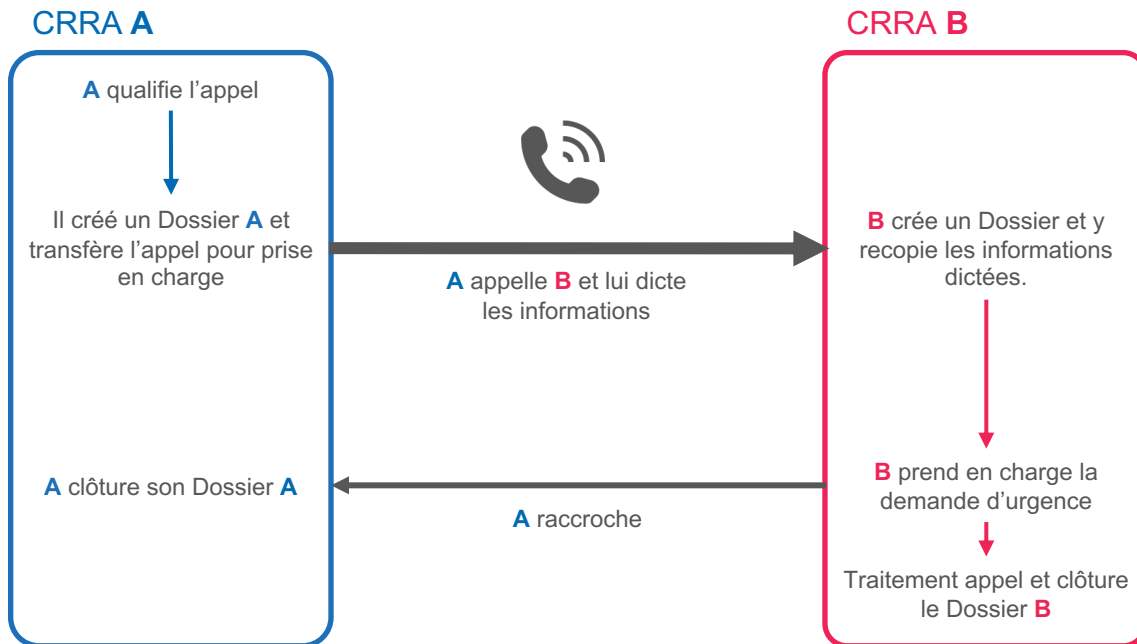 CRRA A
CRRA B
A qualifie l’appel
Il créé un Dossier A et
transfère l’appel pour prise
en charge
A appelle B et lui dicte
les informations
B crée un Dossier et y
recopie les informations
dictées.
A clôture son Dossier A
A raccroche
B prend en charge la
demande d’urgence
Traitement appel et clôture
le Dossier B